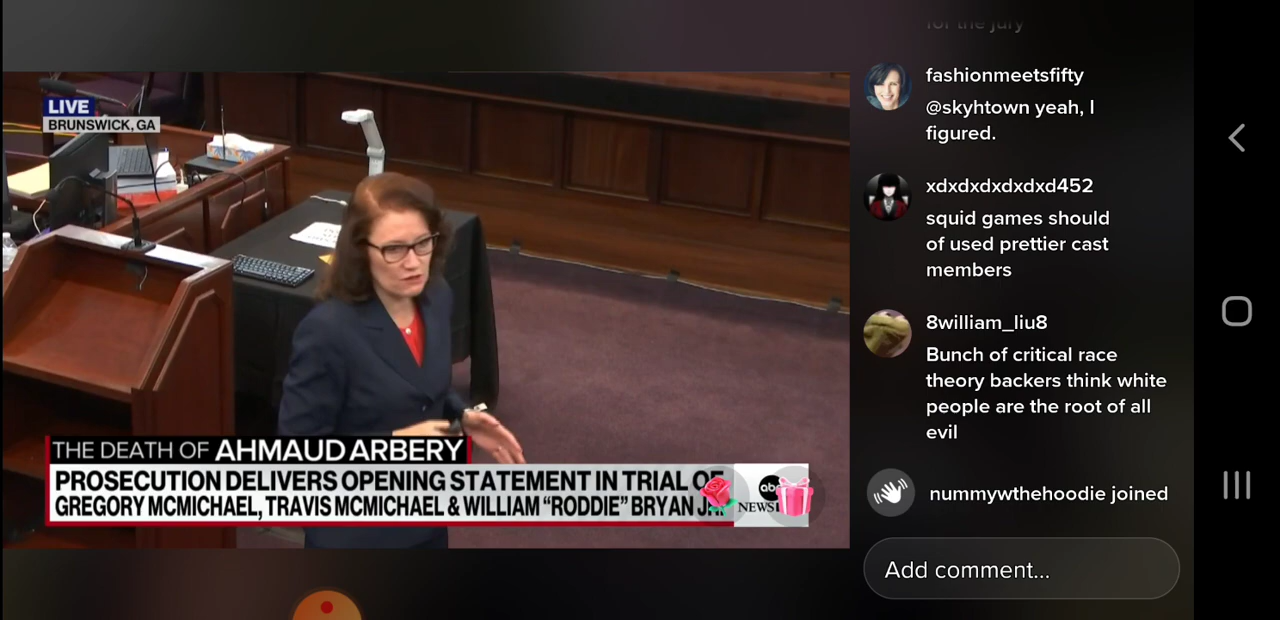 LIVE
BRUNSWICK, GA
THE DEATH OF AHMAUD ARBERY
PROSECUTION DELIVERS OPENING STATEMENT IN TRIAL OF
GREGORY MCMICHAEL, TRAVIS MCMICHAEL & WILLIAM "RODDIE" BRYAN
abc
NEWS
for the jury
fashionmeetsfifty
@skyhtown yeah, I
figured.
xdxdxdxdxdxd452
squid games should
of used prettier cast
members
8william_liu8
Bunch of critical race
theory backers think white
people are the root of all
evil
nummywthehoodie joined
Add comment...